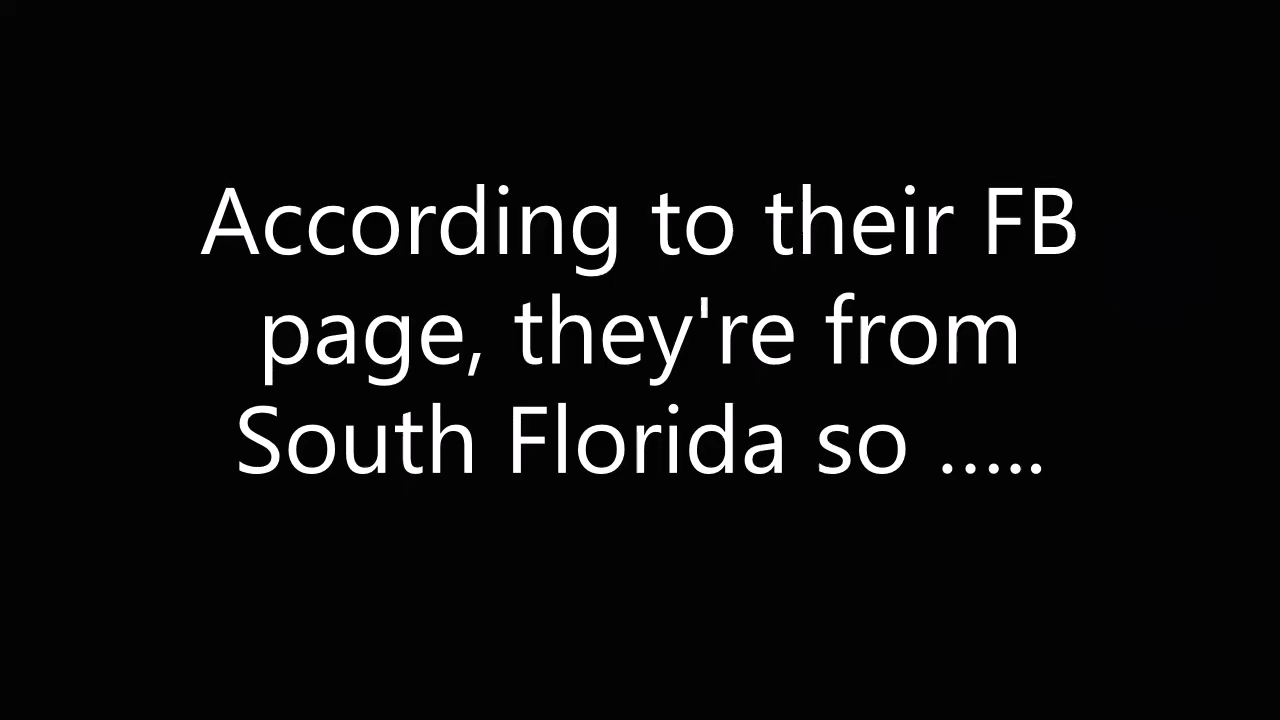 According to their FB
page, they're from
South Florida so .....